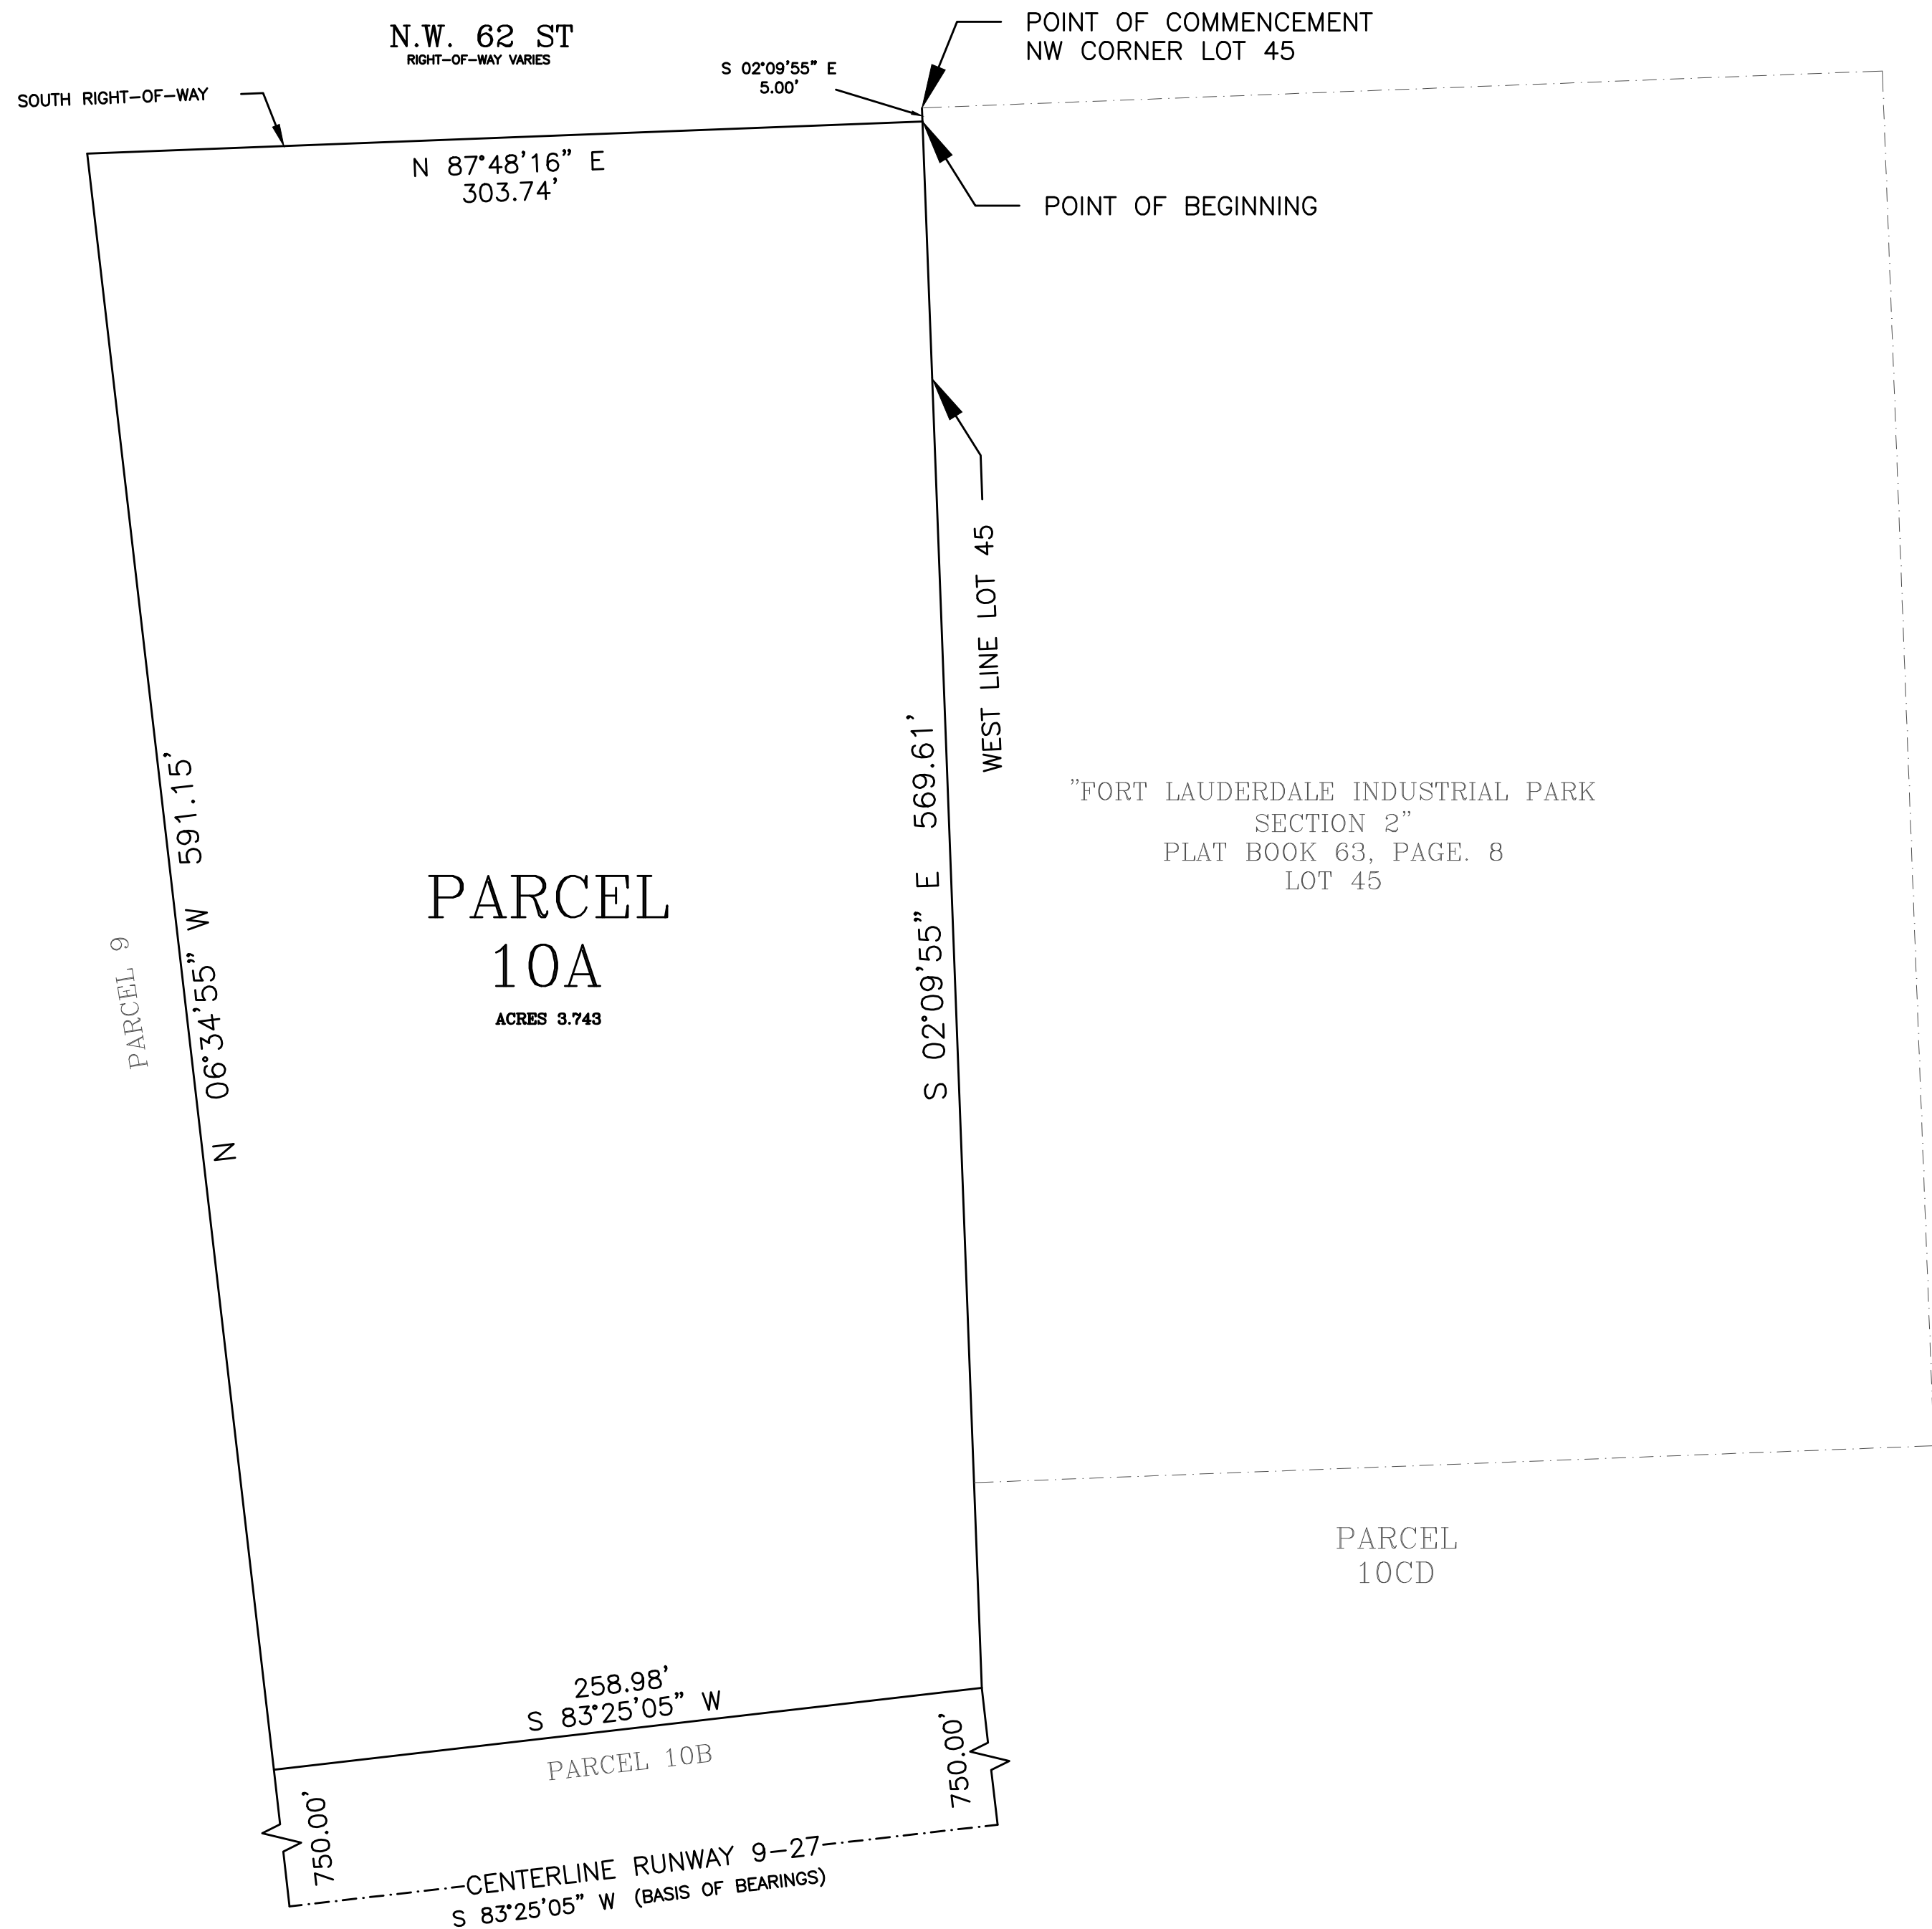 N.W. 62 ST
RIGHT-OF-WAY VARIES
POINT OF COMMENCEMENT
NW CORNER LOT 45
S 02°09'55" E
5.00'
SOUTH RIGHT-OF-WAY
N 87°48'16" E
303.74'
POINT OF BEGINNING
WEST LINE LOT 45
S 02°09'55" E 569.61'
N 06°34'55" W 591.15'
PARCEL 9
PARCEL
10A
ACRES 3.743
"FORT LAUDERDALE INDUSTRIAL PARK
SECTION 2"
PLAT BOOK 63, PAGE. 8
LOT 45
PARCEL
10CD
258.98'
S 83°25'05" W
PARCEL 10B
750.00'
750.00'
CENTERLINE RUNWAY 9-27
S 83°25'05" W (BASIS OF BEARINGS)